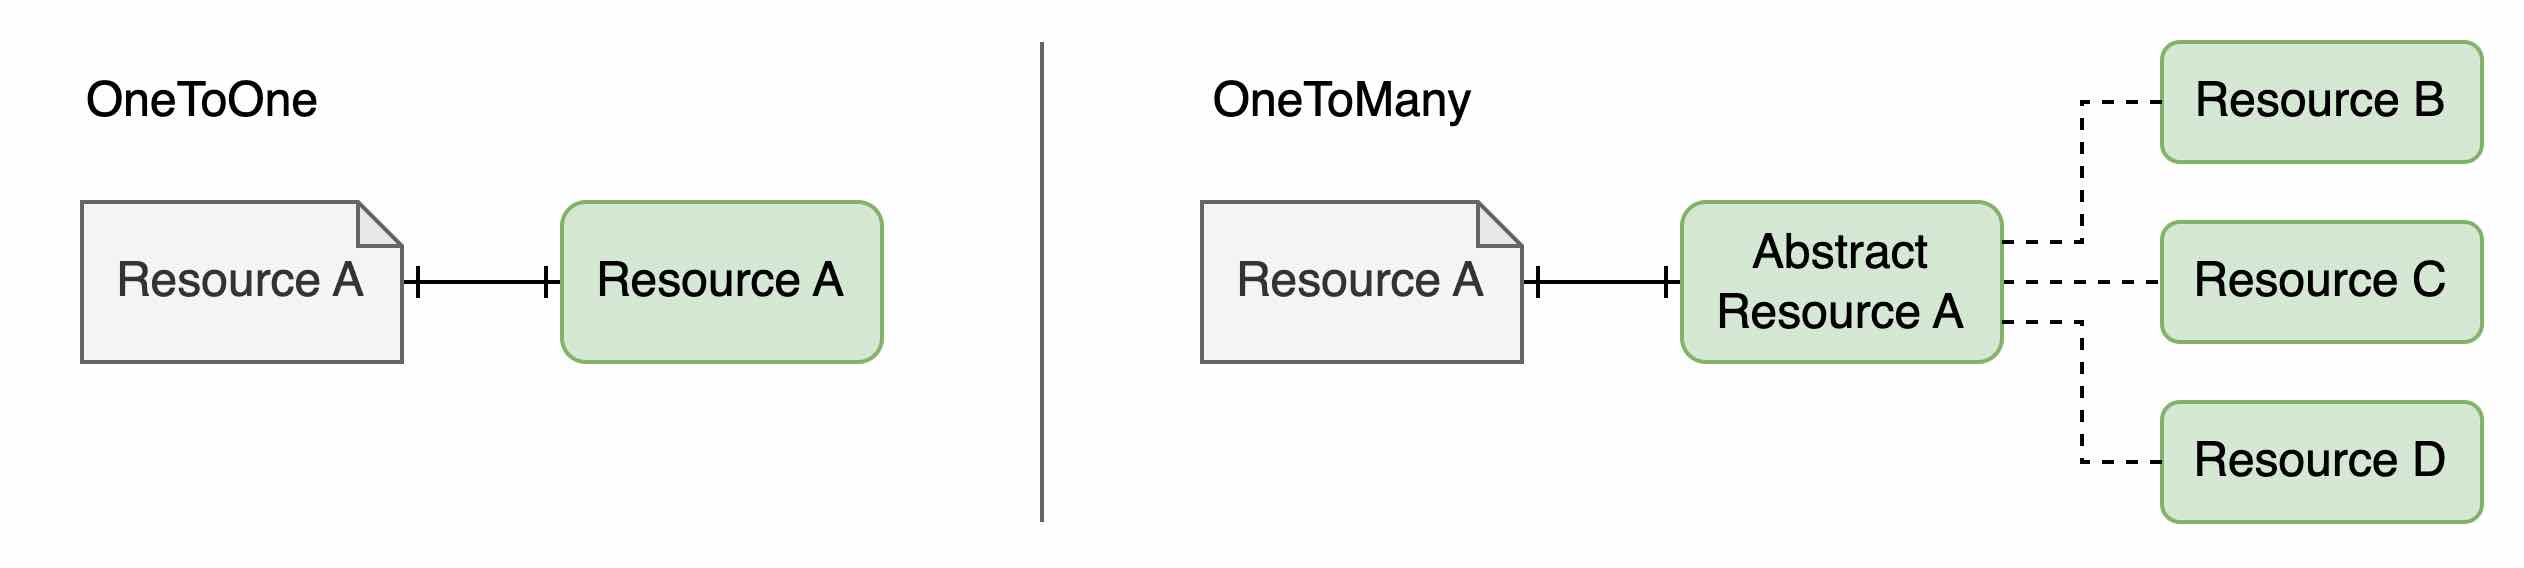 OneToOne
Resource A
Resource A
OneToMany
Resource A
Abstract
Resource A
Resource B
Resource C
Resource D